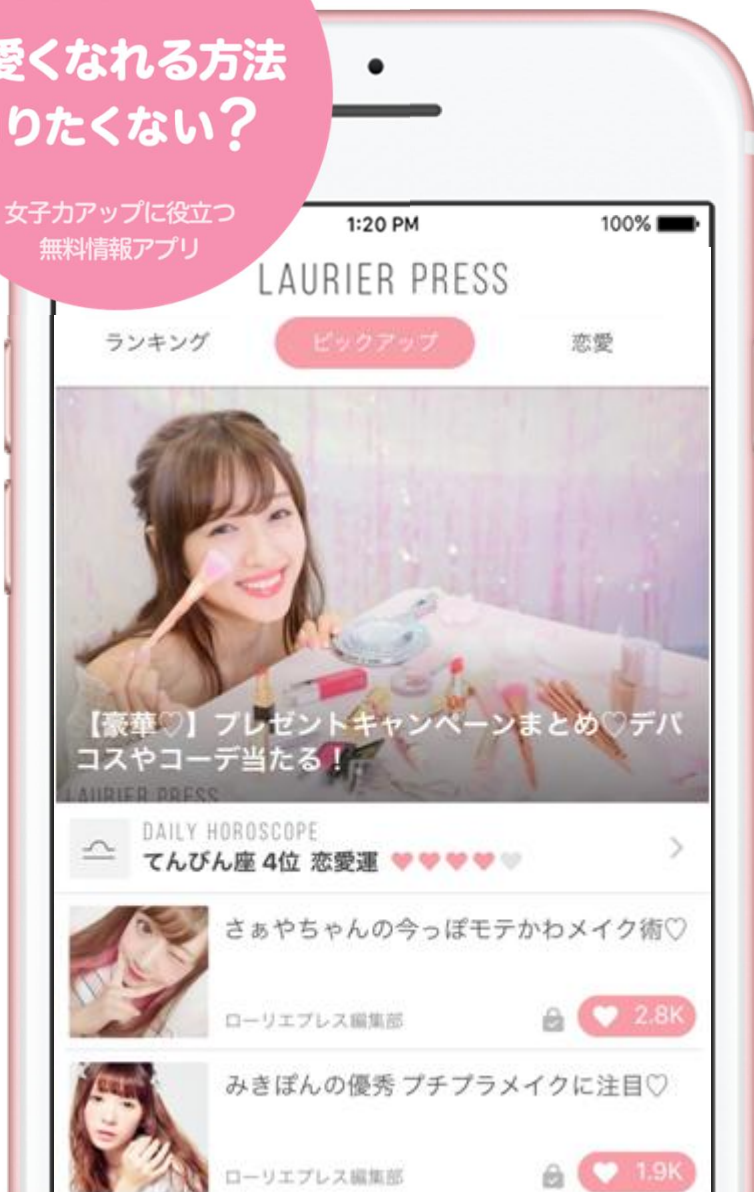 愛くなれる方法
りたくない?
女子力アップに役立つ
無料情報アプリ
1:20 PM
100%
LAURIER PRESS
ランキング
ピックアップ
恋愛
【豪華♡】プレゼントキャンペーンまとめ♡デパ
コスやコーデ当たる!
LAURIER PRESS
DAILY HOROSCOPE
てんびん座 4位 恋愛運
さぁやちゃんの今っぽモテかわメイク術♡
ローリエプレス編集部
2.8K
みきぽんの優秀 プチプラメイクに注目♡
ローリエプレス編集部
1.9K